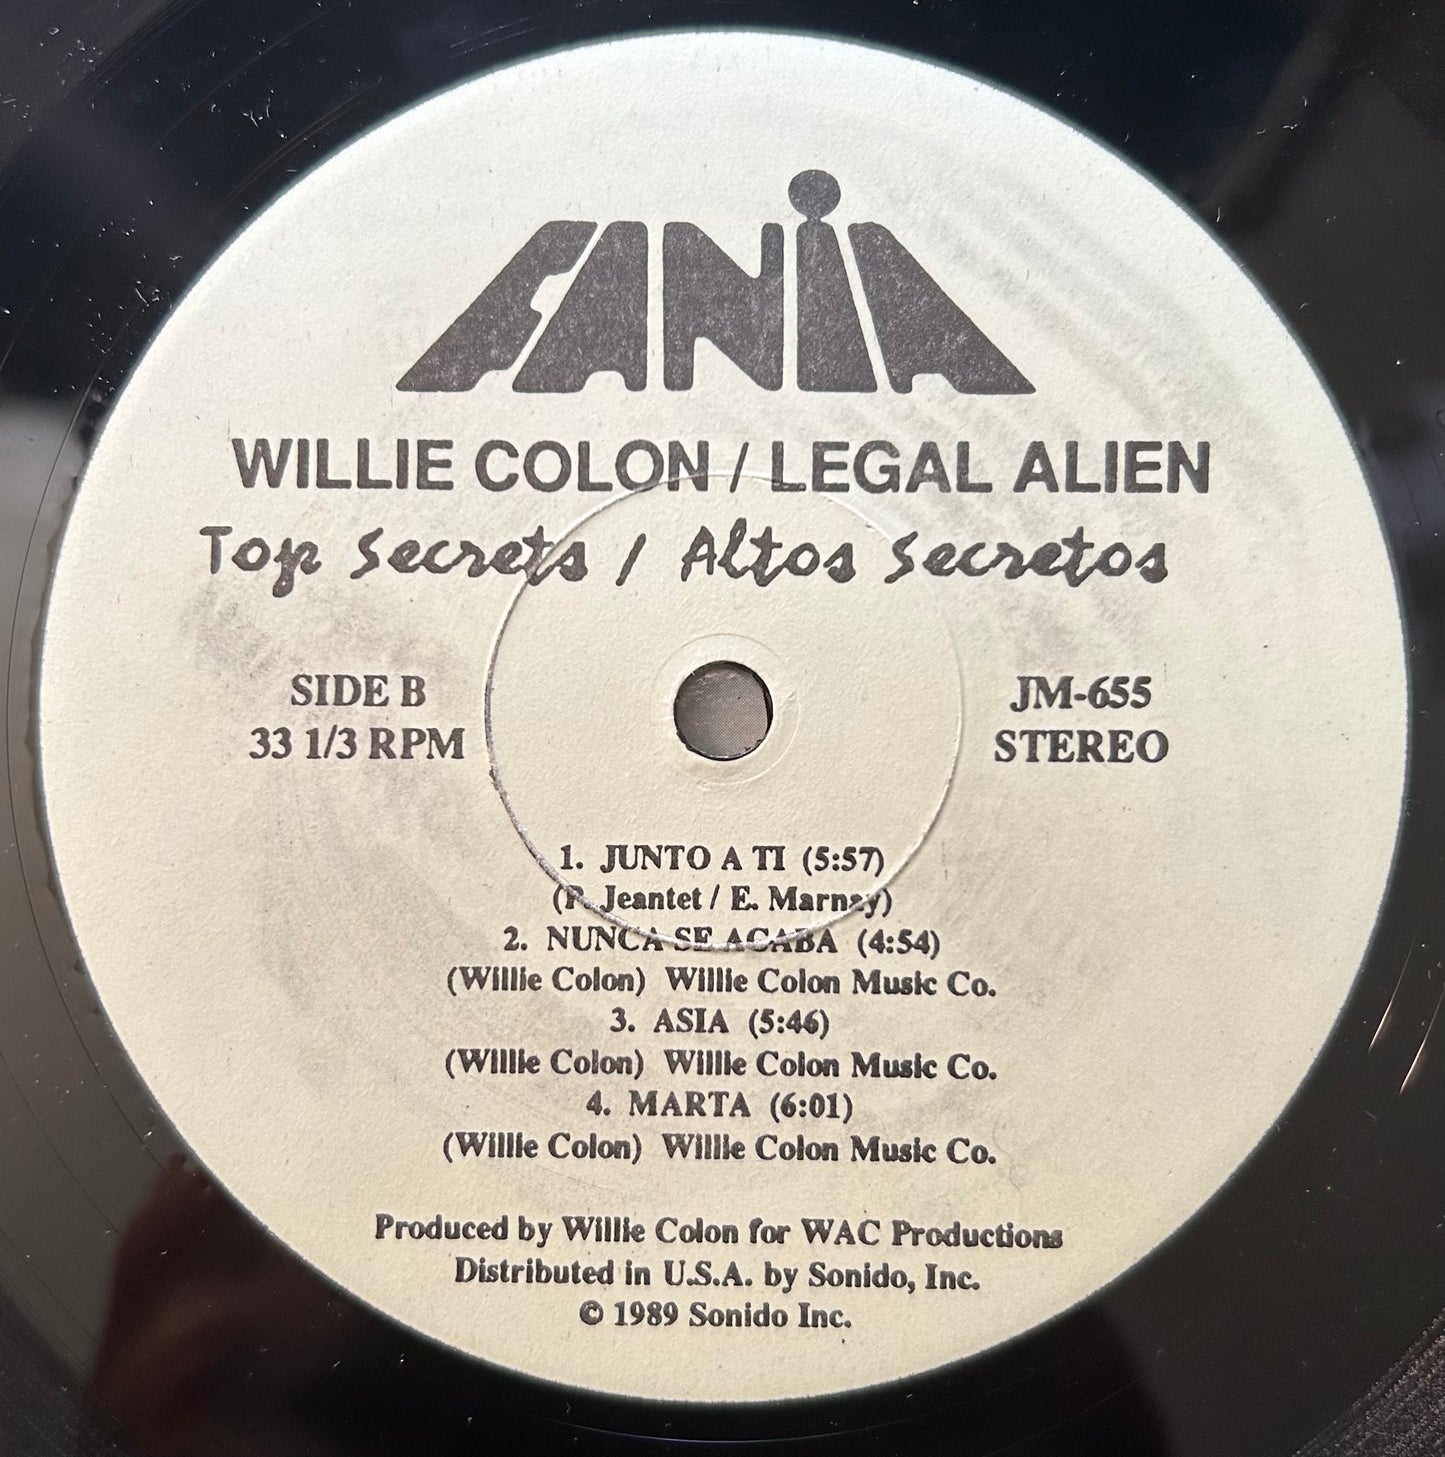 FANiA
WILLIE COLON / LEGAL ALIEN
Top Secrets / Altos Secretos
SIDE B
33 1/3 RPM
JM-655
STEREO
1. JUNTO A TI (5:57)
(P. Jeantet / E. Marnay)
2. NUNCA SE ACABA (4:54)
(Willie Colon) Willie Colon Music Co.
3. ASIA (5:46)
(Willie Colon) Willie Colon Music Co.
4. MARTA (6:01)
(Willie Colon) Willie Colon Music Co.
Produced by Willie Colon for WAC Productions
Distributed in U.S.A. by Sonido, Inc.
© 1989 Sonido Inc.